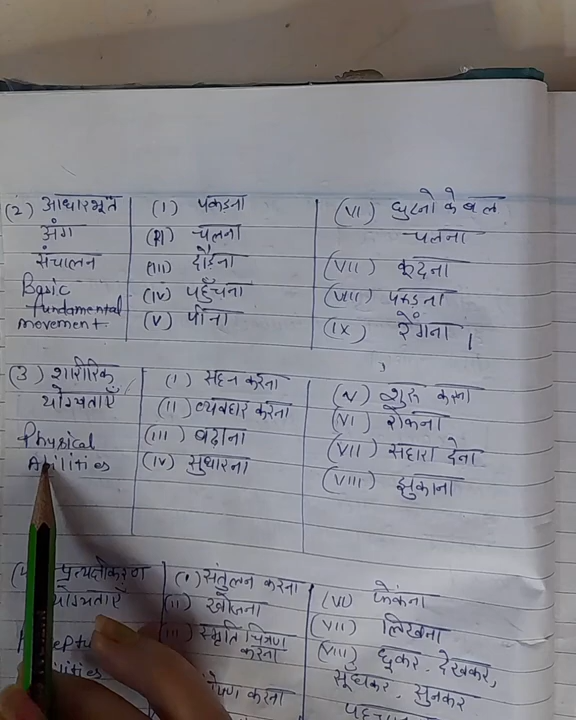 (2) आधारभूत
अंग
संचालन
Basic
fundamental
movement
(I) पकड़ना
(II) चलना
(III) दौड़ना
(IV) पहुँचना
(V) पीना
(VI) घुटनो के बल
चलना
(VII) कूदना
(VIII) पकड़ना
(IX) रेंगना ।
(3) शारीरिक
योग्यताएँ
Physical
Abilities
(I) सहन करना
(II) व्यवहार करना
(III) बढ़ाना
(IV) सुधारना
(V) शुरू करना
(VI) रोकना
(VII) सहारा देना
(VIII) झुकाना
प्रत्यक्षीकरण
योग्यताएँ
(I) संतुलन करना
(II) खोजना
(III) स्मृति चित्रण
करना
करना
(VI) फेंकना
(VII) लिखना
(VIII) छूकर, देखकर,
सूंघकर, सुनकर